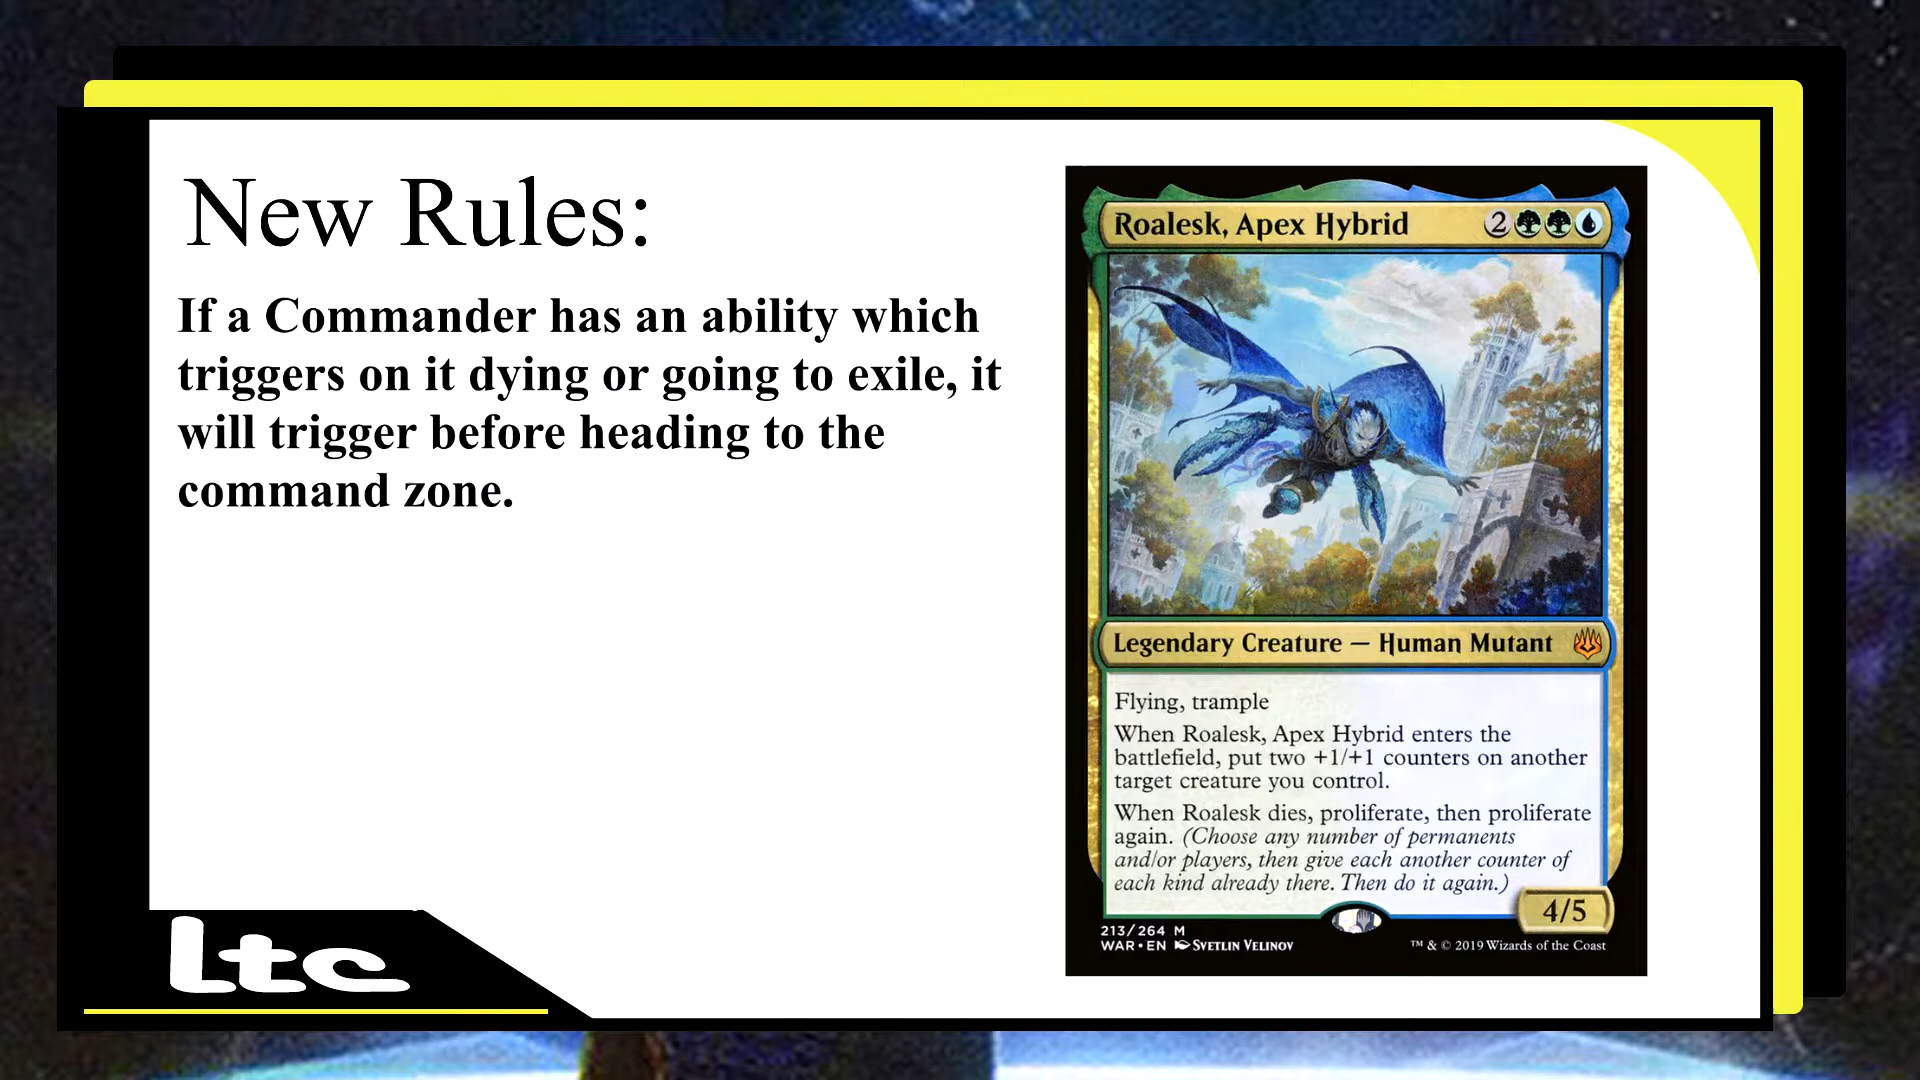 New Rules:
If a Commander has an ability which
triggers on it dying or going to exile, it
will trigger before heading to the
command zone.
Roalesk, Apex Hybrid 2
Legendary Creature — Human Mutant
Flying, trample
When Roalesk, Apex Hybrid enters the
battlefield, put two +1/+1 counters on another
target creature you control.
When Roalesk dies, proliferate, then proliferate
again. (Choose any number of permanents
and/or players, then give each another counter of
each kind already there. Then do it again.)
4/5
213/264 M
WAR • EN Svetlin Velinov
™ & © 2019 Wizards of the Coast
Ltc